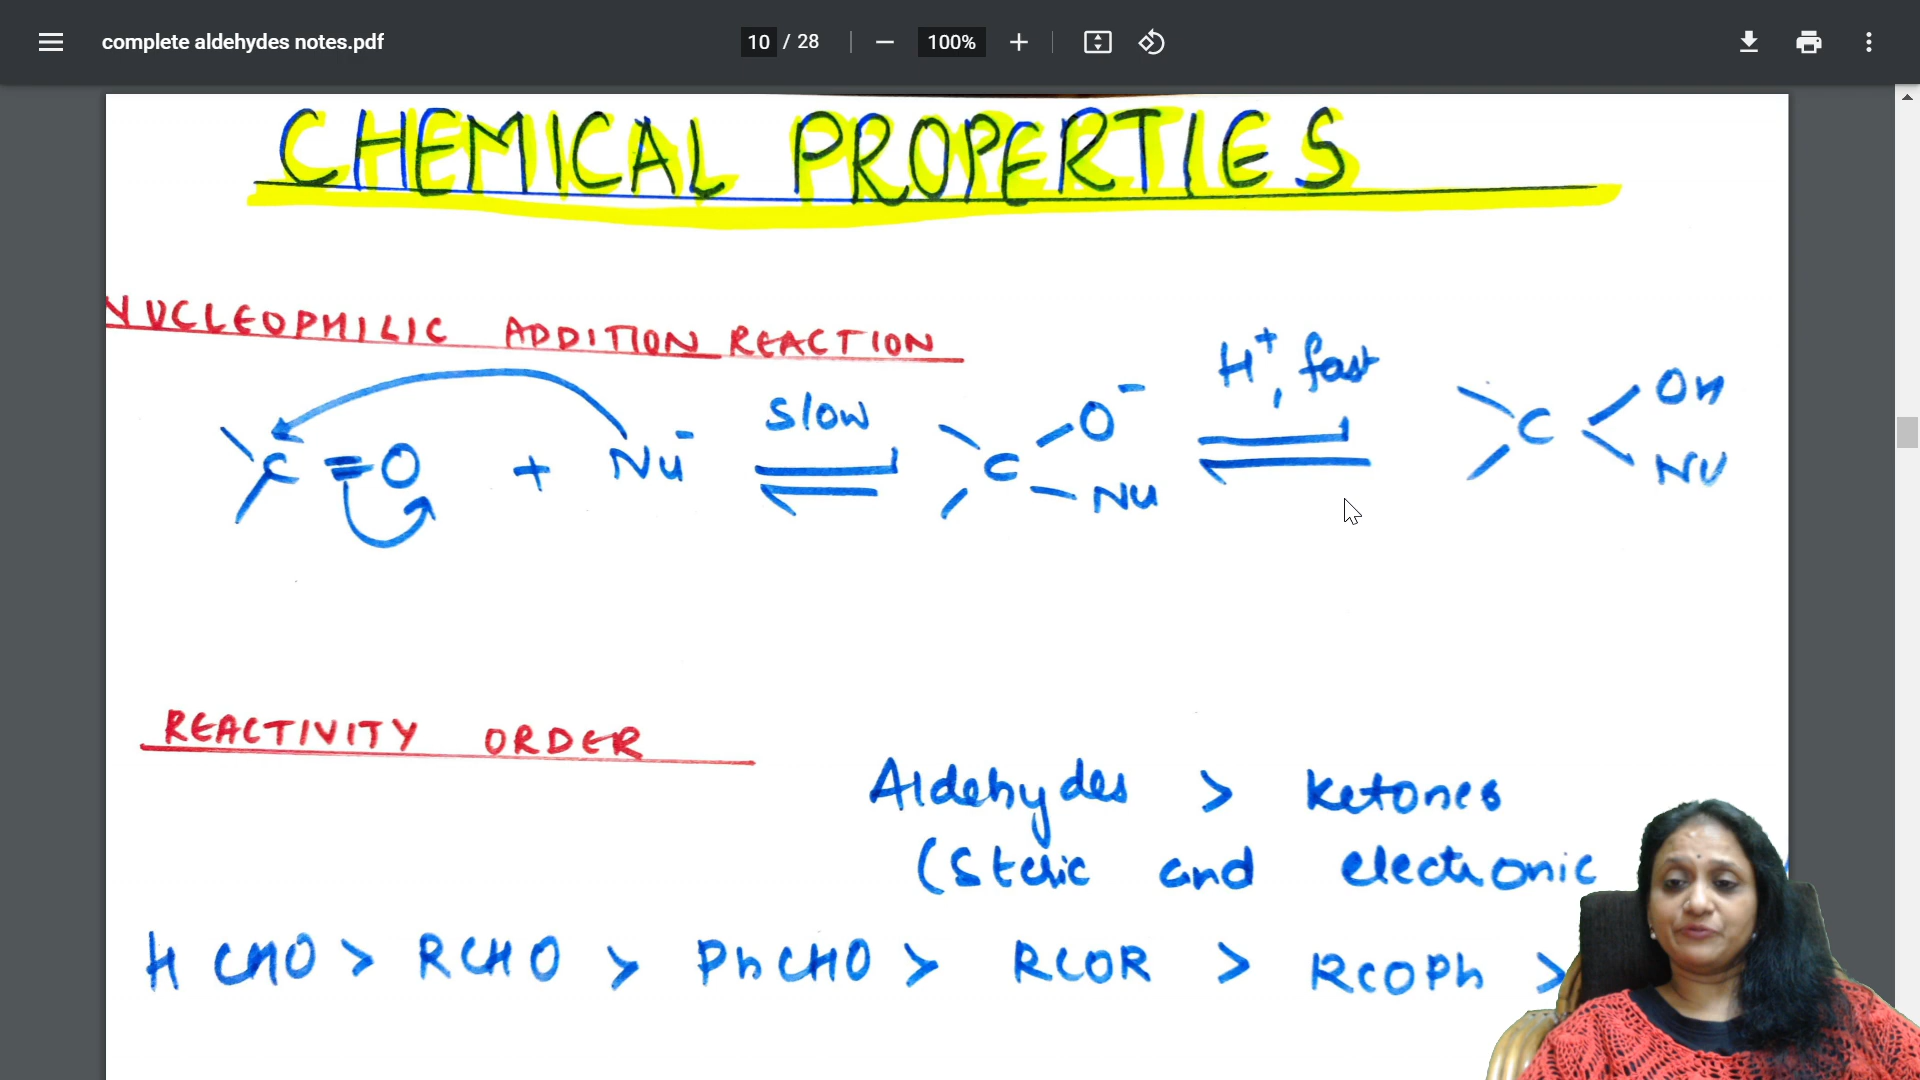 complete aldehydes notes.pdf
10 / 28
100%
CHEMICAL PROPERTIES
NUCLEOPHILIC ADDITION REACTION
C = O + Nu⁻ slow ⇌ C O⁻ Nu H⁺, fast ⇌ C OH NU
REACTIVITY ORDER
Aldehydes > Ketones
(Steric and electronic
HCHO > RCHO > PhCHO > RCOR > RCOPh >